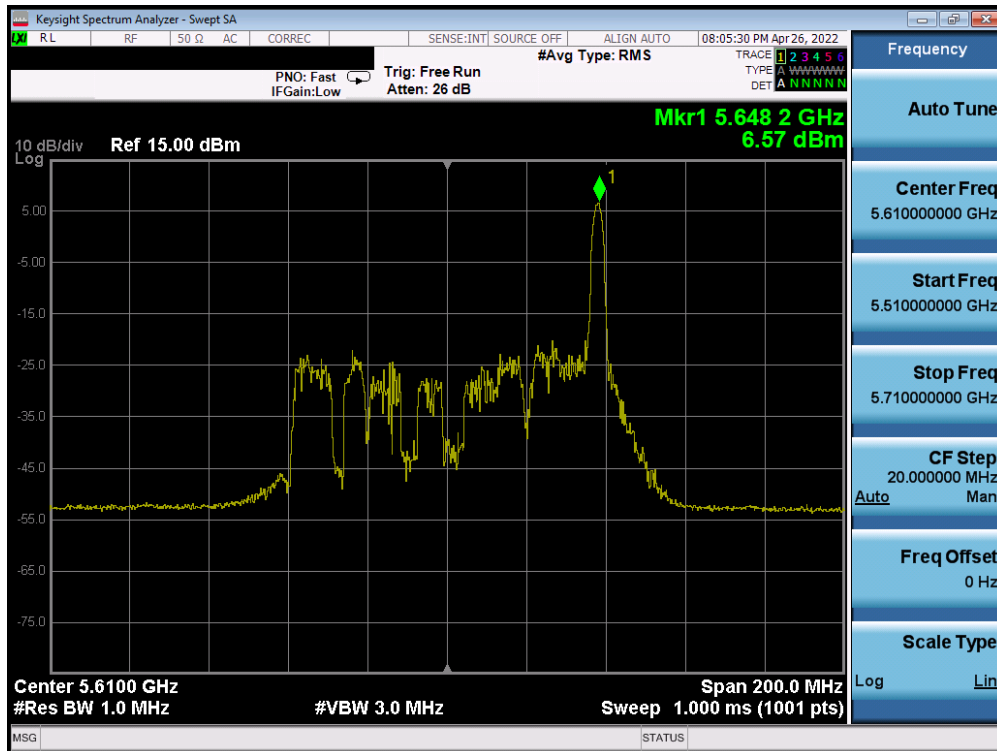 Keysight Spectrum Analyzer - Swept SA
LXI RL RF 50 Ω AC CORREC SENSE:INT SOURCE OFF ALIGN AUTO 08:05:30 PM Apr 26, 2022
#Avg Type: RMS
TRACE 1 2 3 4 5 6
PNO: Fast Trig: Free Run
TYPE A WWWWW
IFGain:Low Atten: 26 dB
DET A N N N N N
Mkr1 5.648 2 GHz
6.57 dBm
10 dB/div Ref 15.00 dBm
Log
1
5.00
-5.00
-15.0
-25.0
-35.0
-45.0
-55.0
-65.0
-75.0
Center 5.6100 GHz Span 200.0 MHz
#Res BW 1.0 MHz #VBW 3.0 MHz Sweep 1.000 ms (1001 pts)
MSG STATUS
Frequency
Auto Tune
Center Freq
5.610000000 GHz
Start Freq
5.510000000 GHz
Stop Freq
5.710000000 GHz
CF Step
20.000000 MHz
Auto Man
Freq Offset
0 Hz
Scale Type
Log Lin